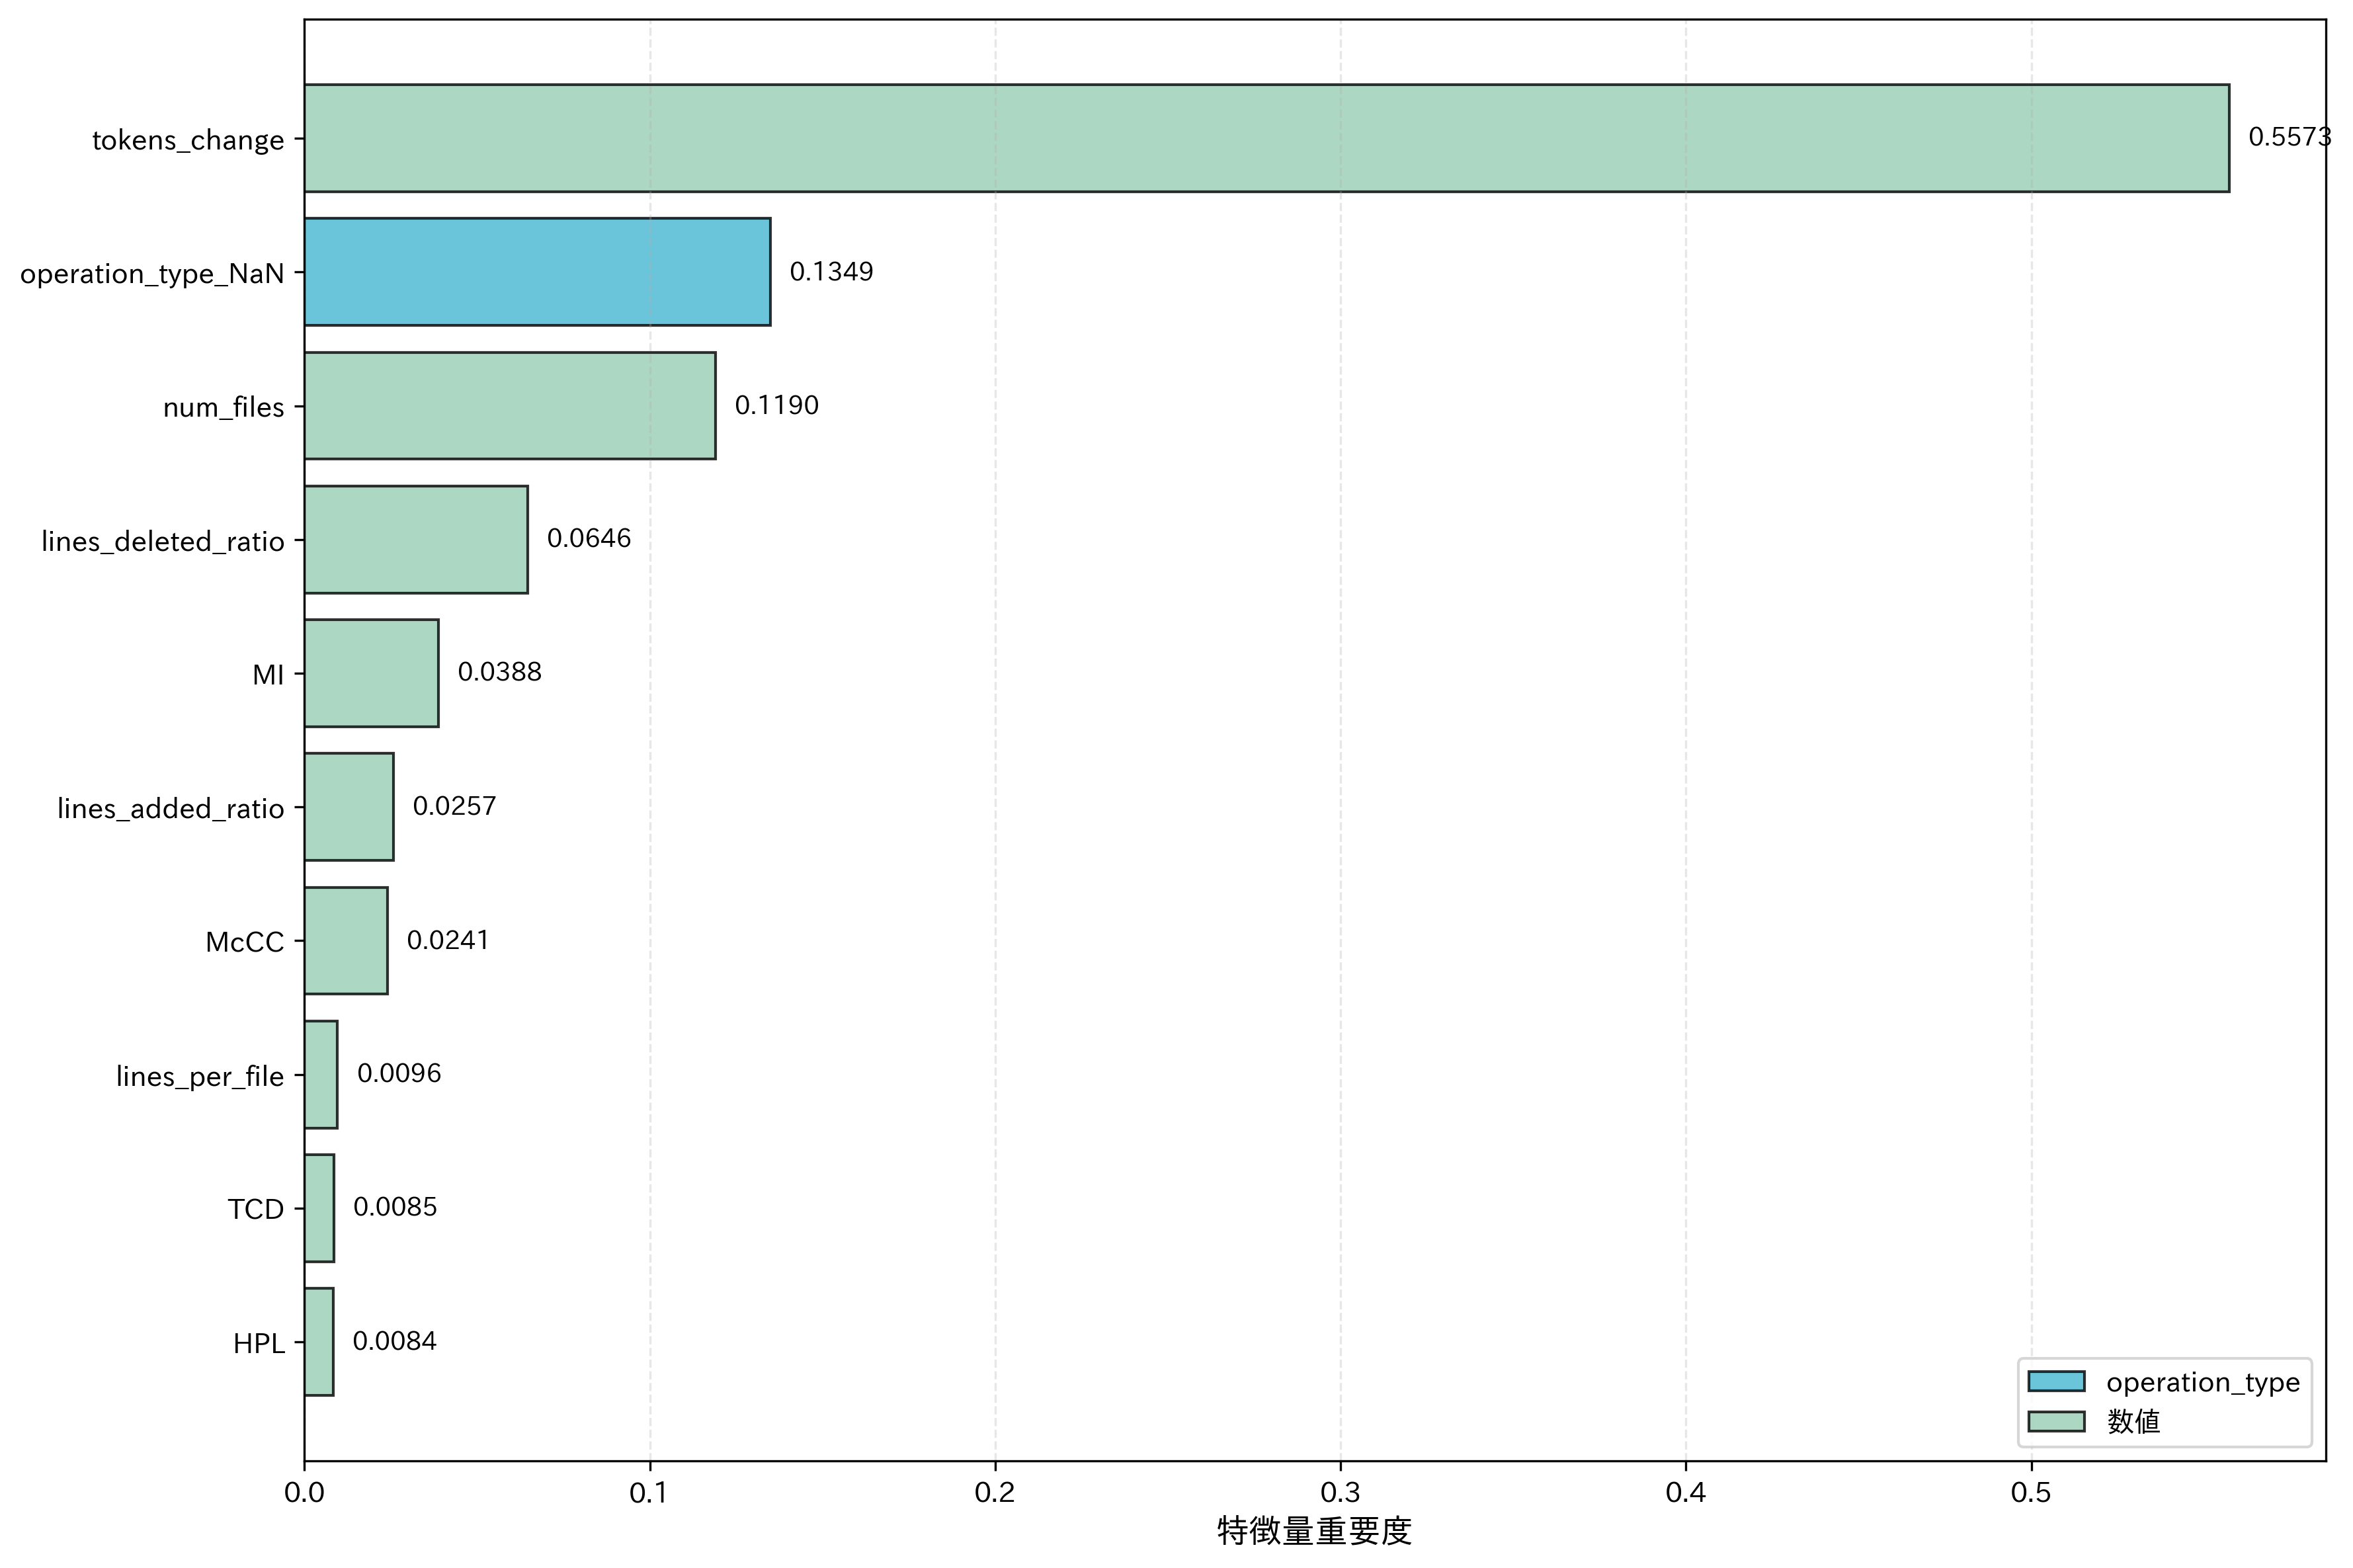 tokens_change 0.5573
operation_type_NaN 0.1349
num_files 0.1190
lines_deleted_ratio 0.0646
MI 0.0388
lines_added_ratio 0.0257
McCC 0.0241
lines_per_file 0.0096
TCD 0.0085
HPL 0.0084
operation_type
数値
0.0 0.1 0.2 0.3 0.4 0.5
特徴量重要度